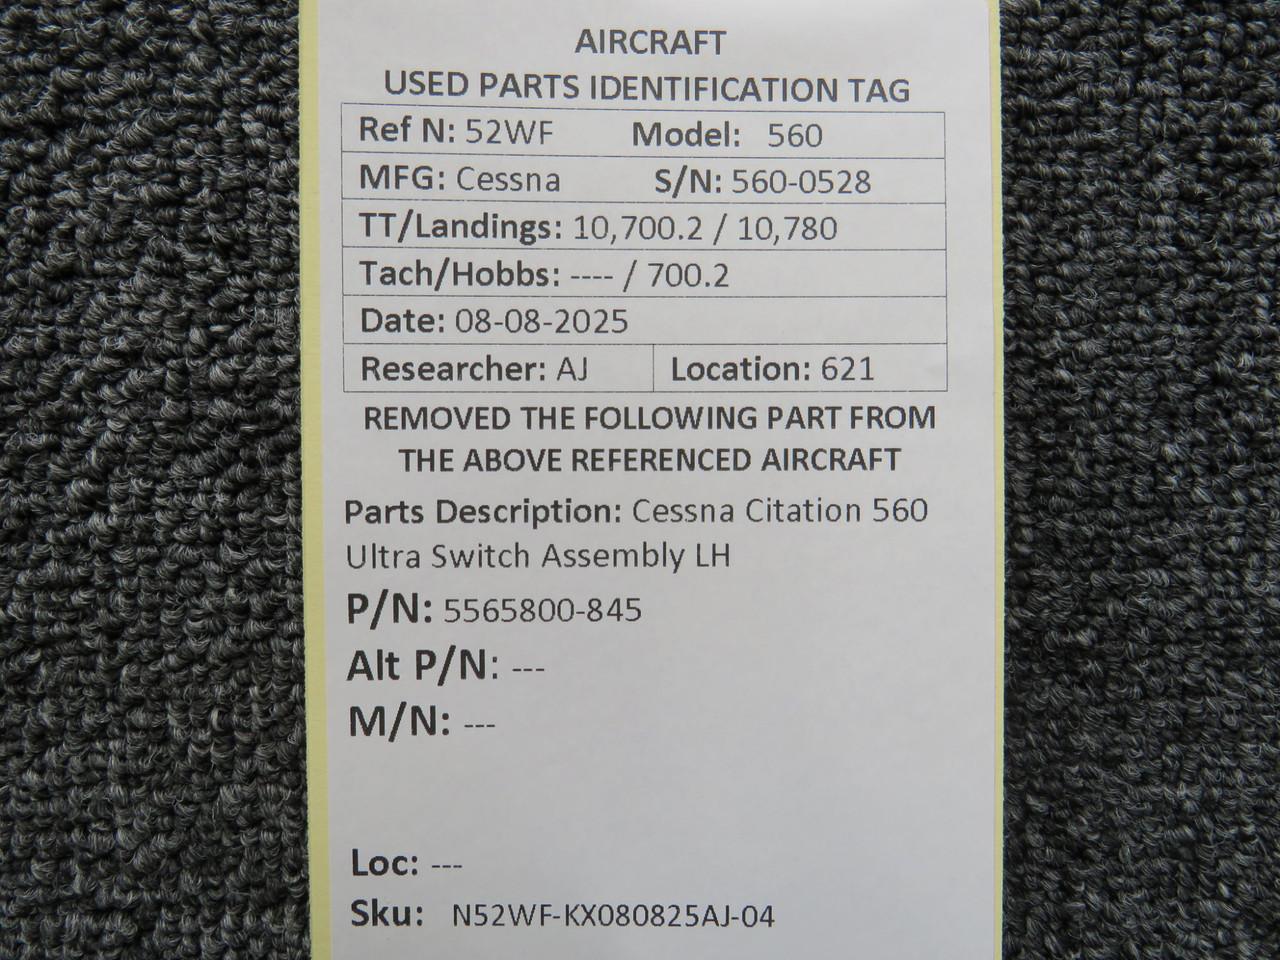 AIRCRAFT
USED PARTS IDENTIFICATION TAG
Ref N: 52WF Model: 560
MFG: Cessna S/N: 560-0528
TT/Landings: 10,700.2 / 10,780
Tach/Hobbs: ---- / 700.2
Date: 08-08-2025
Researcher: AJ Location: 621
REMOVED THE FOLLOWING PART FROM
THE ABOVE REFERENCED AIRCRAFT
Parts Description: Cessna Citation 560
Ultra Switch Assembly LH
P/N: 5565800-845
Alt P/N: ---
M/N: ---
Loc: ---
Sku: N52WF-KX080825AJ-04